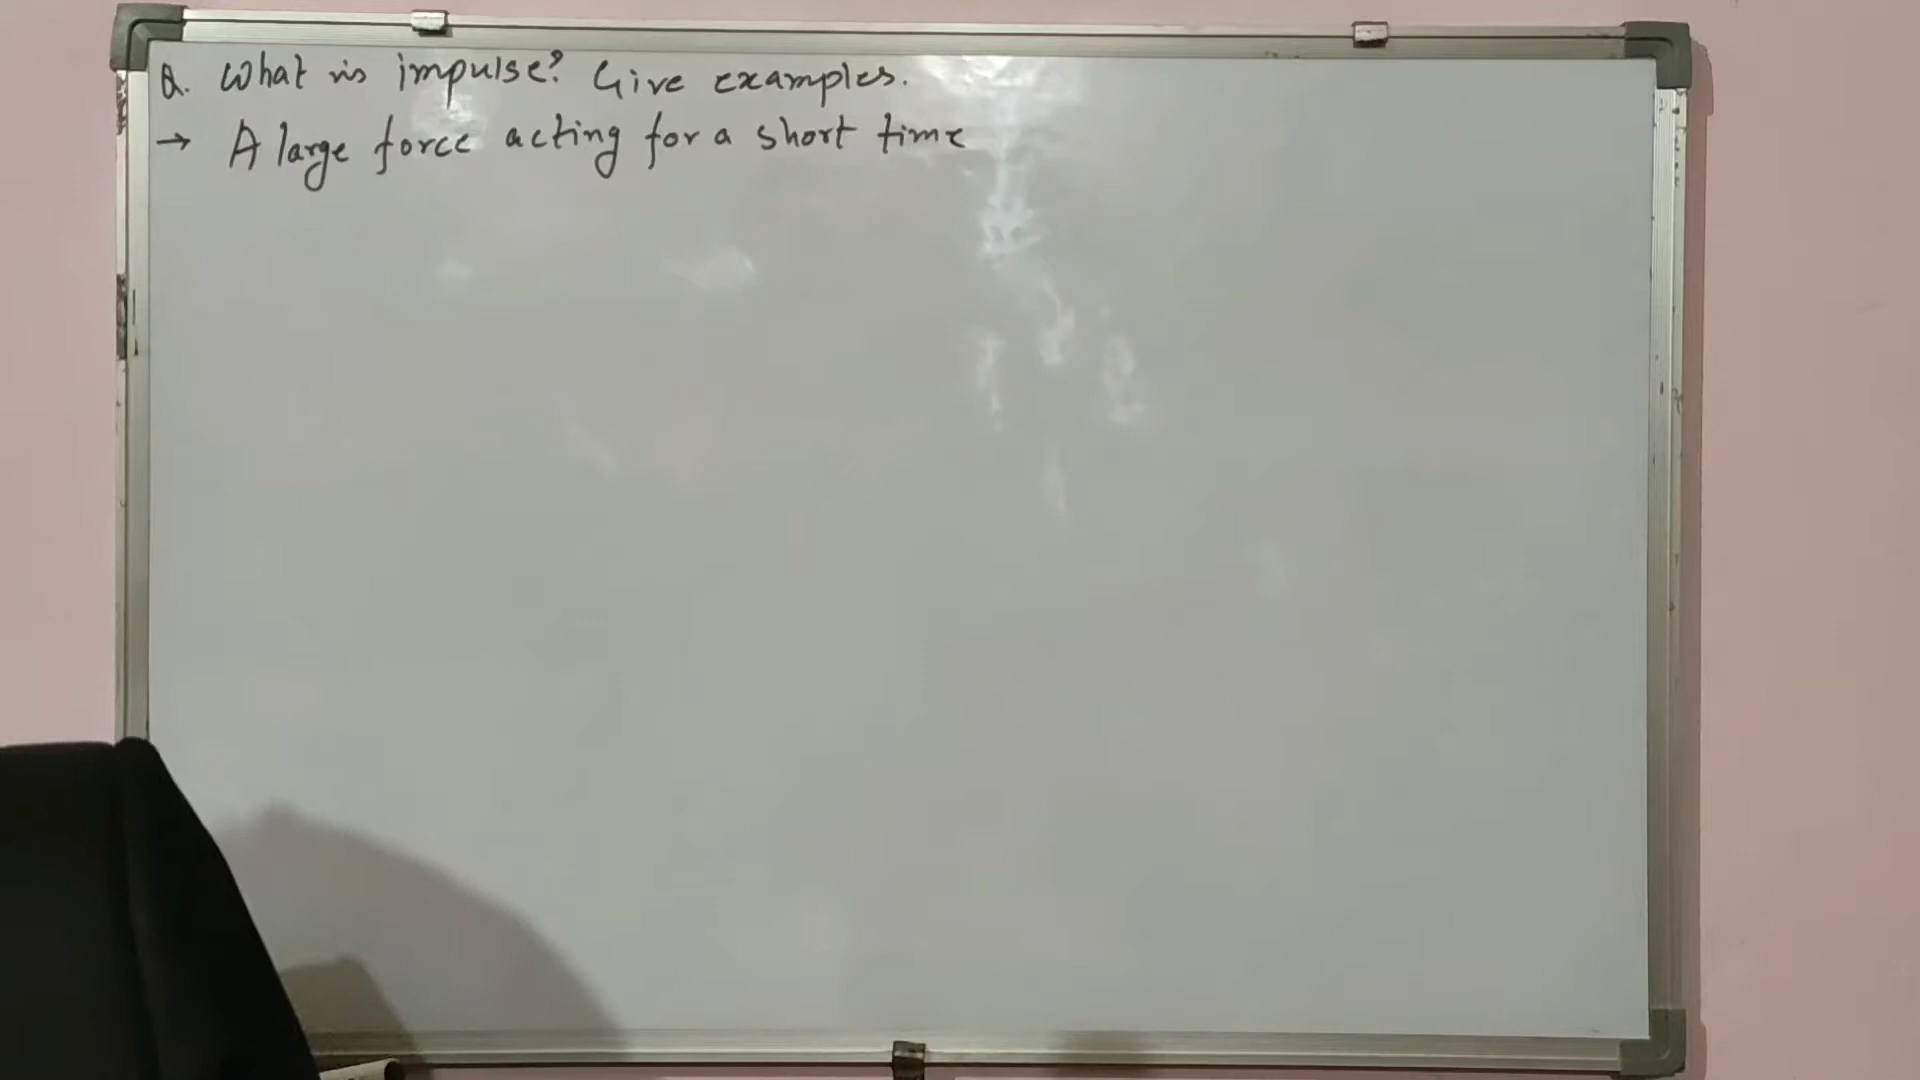 Q. What is impulse? Give examples.
→ A large force acting for a short time